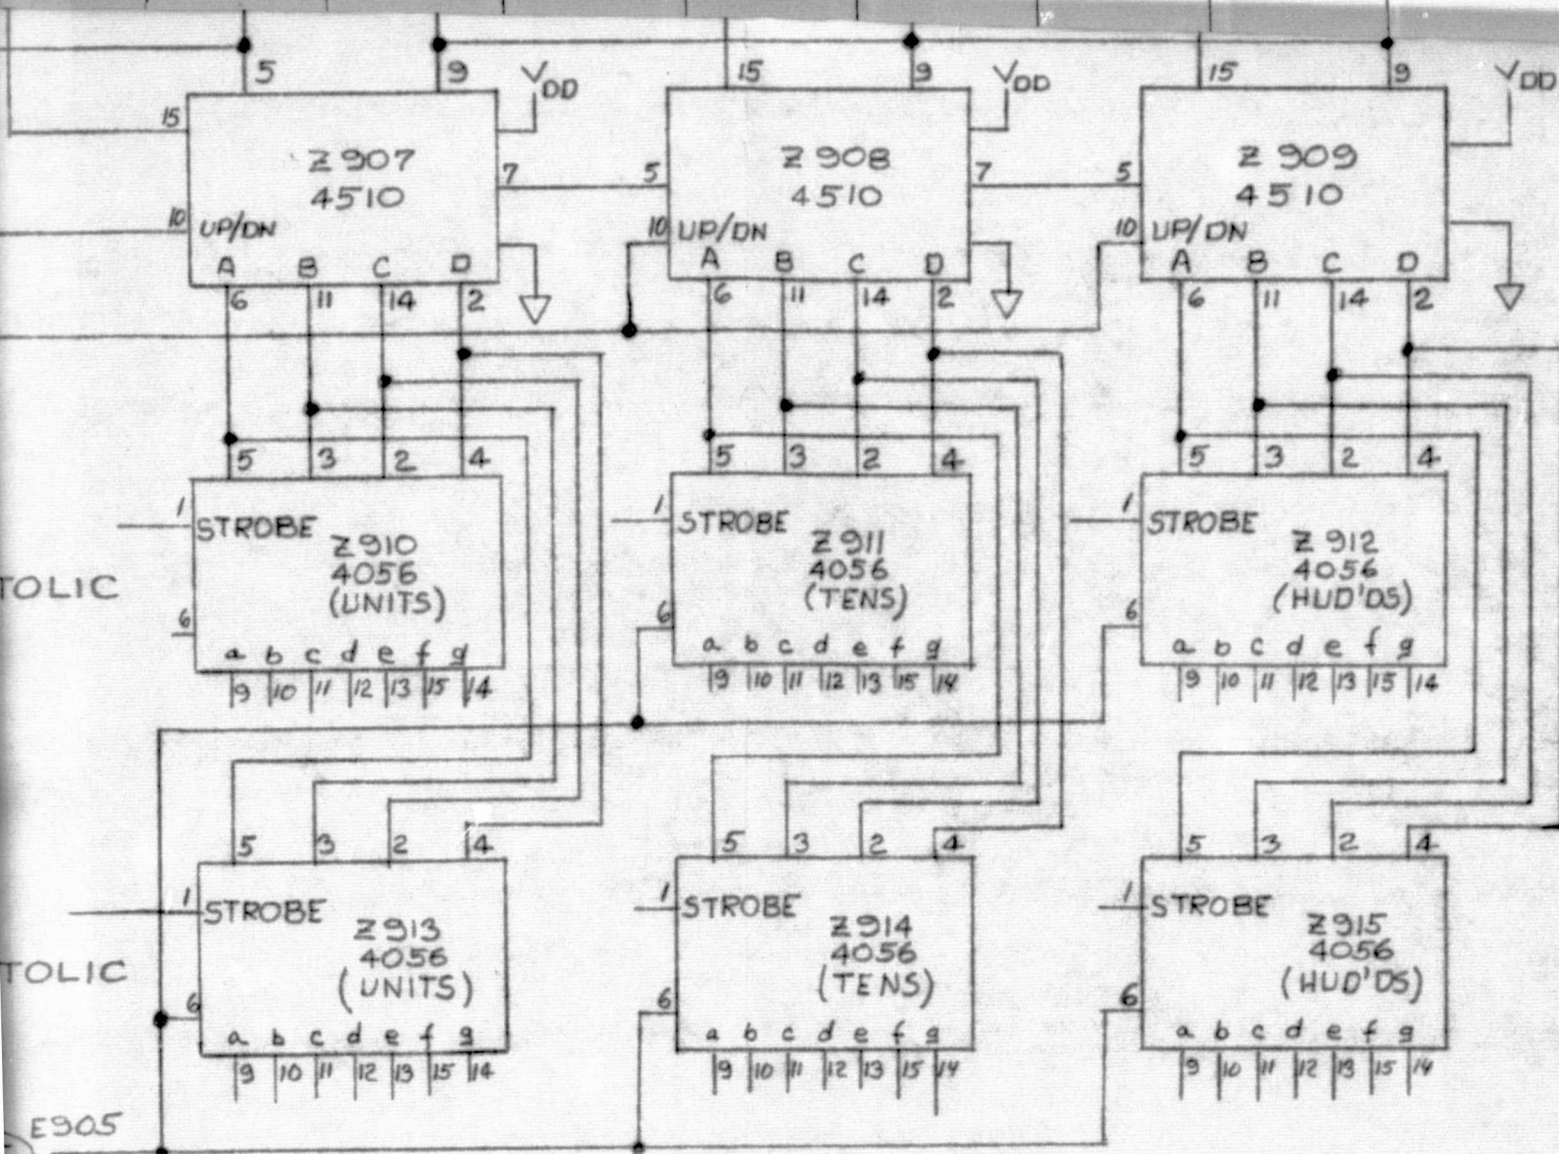 5 9 VDD 15 9 VDD 15 9 VDD
15
Z907 Z908 Z909
4510 4510 4510
7 5 7 5
10 UP/DN 10 UP/DN 10 UP/DN
A B C D A B C D A B C D
6 11 14 2 6 11 14 2 6 11 14 2
5 3 2 4 5 3 2 4 5 3 2 4
1 STROBE 1 STROBE 1 STROBE
Z910 Z911 Z912
4056 4056 4056
(UNITS) (TENS) (HUD'DS)
TOLIC
6 6 6
a b c d e f g a b c d e f g a b c d e f g
9 10 11 12 13 15 14 9 10 11 12 13 15 14 9 10 11 12 13 15 14
5 3 2 4 5 3 2 4 5 3 2 4
1 STROBE 1 STROBE 1 STROBE
Z913 Z914 Z915
4056 4056 4056
(UNITS) (TENS) (HUD'DS)
TOLIC
6 6 6
a b c d e f g a b c d e f g a b c d e f g
9 10 11 12 13 15 14 9 10 11 12 13 15 14 9 10 11 12 13 15 14
E905